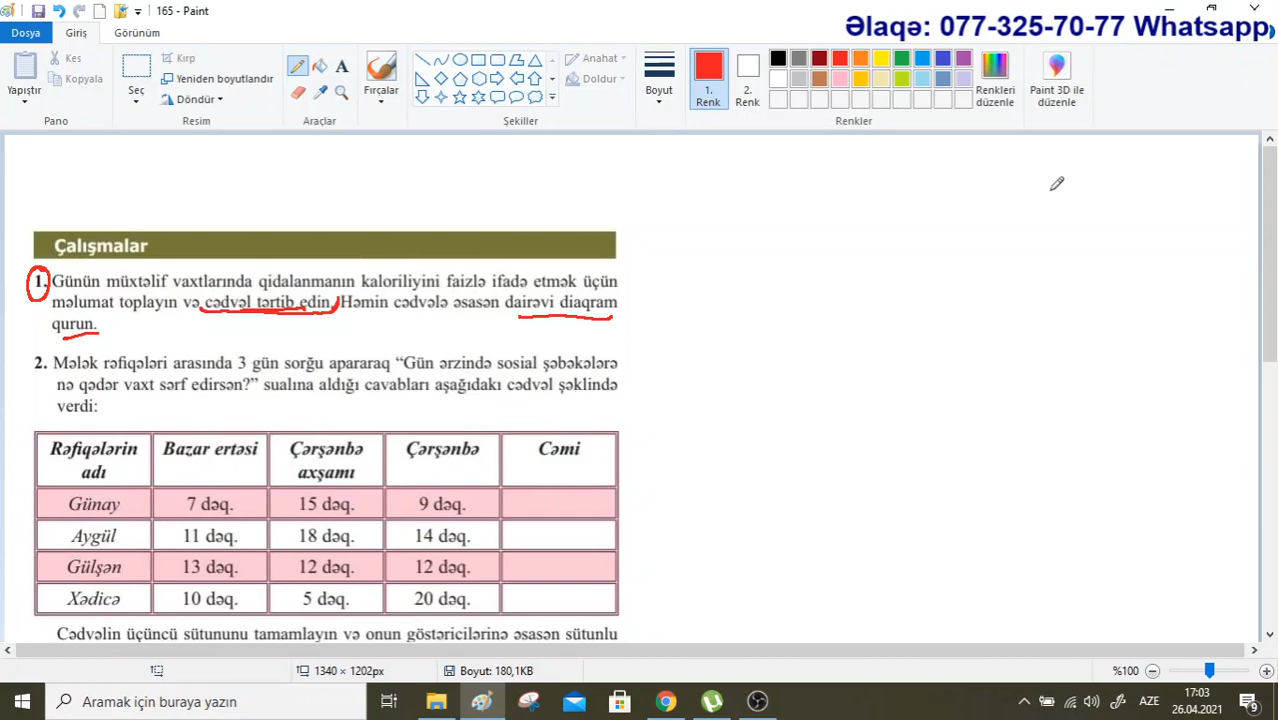 165 - Paint
Əlaqə: 077-325-70-77 Whatsapp
Dosya Giriş Görünüm
Yapıştır
Kes
Kopyala
Pano
Seç
Kırp
Yeniden boyutlandır
Döndür
Resim
A
Araçlar
Fırçalar
Şekiller
Anahat
Doldur
Boyut
1. Renk
2. Renk
Renkleri düzenle
Renkler
Paint 3D ile düzenle
Çalışmalar
1. Günün müxtəlif vaxtlarında qidalanmanın kaloriliyini faizlə ifadə etmək üçün
məlumat toplayın və cədvəl tərtib edin. Həmin cədvələ əsasən dairəvi diaqram
qurun.
2. Mələk rəfiqələri arasında 3 gün sorğu apararaq “Gün ərzində sosial şəbəkələrə
nə qədər vaxt sərf edirsən?” sualına aldığı cavabları aşağıdakı cədvəl şəklində
verdi:
Rəfiqələrin adı Bazar ertəsi Çərşənbə axşamı Çərşənbə Cəmi
Günay 7 dəq. 15 dəq. 9 dəq.
Aygül 11 dəq. 18 dəq. 14 dəq.
Gülşən 13 dəq. 12 dəq. 12 dəq.
Xədicə 10 dəq. 5 dəq. 20 dəq.
Cədvəlin üçüncü sütununu tamamlayın və onun göstəricilərinə əsasən sütunlu
1340 × 1202px Boyut: 180,1KB %100
Aramak için buraya yazın
AZE
17:03
26.04.2021
9